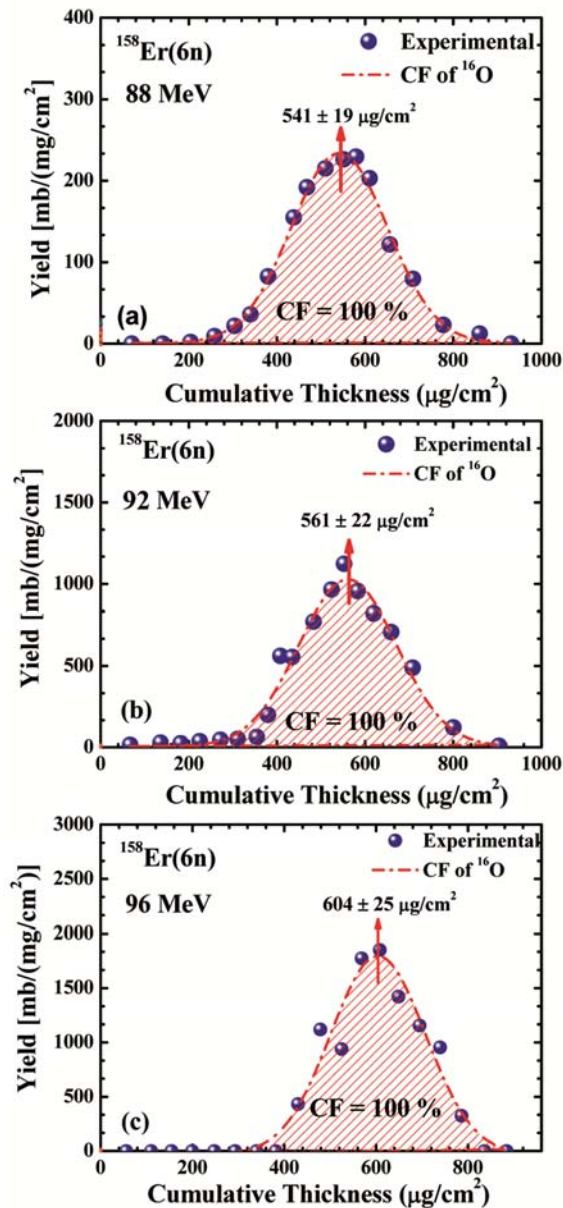 400
300
200
100
0
Yield [mb/(mg/cm²)]
¹⁵⁸Er(6n)
88 MeV
Experimental
CF of ¹⁶O
541 ± 19 μg/cm²
CF = 100 %
(a)
0 200 400 600 800 1000
Cumulative Thickness (μg/cm²)
2000
1500
1000
500
0
Yield [mb/(mg/cm²]
¹⁵⁸Er(6n)
92 MeV
Experimental
CF of ¹⁶O
561 ± 22 μg/cm²
CF = 100 %
(b)
0 200 400 600 800 1000
Cumulative Thickness (μg/cm²)
3000
2500
2000
1500
1000
500
0
Yield [mb/(mg/cm²)]
¹⁵⁸Er(6n)
96 MeV
Experimental
CF of ¹⁶O
604 ± 25 μg/cm²
CF = 100 %
(c)
0 200 400 600 800
Cumulative Thickness (μg/cm²)